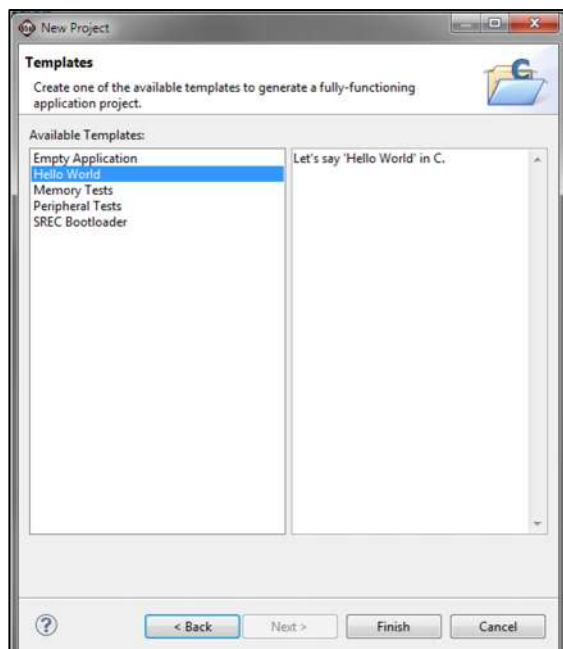 New Project
Templates
Create one of the available templates to generate a fully-functioning
application project.
Available Templates:
Empty Application
Hello World
Memory Tests
Peripheral Tests
SREC Bootloader
Let's say 'Hello World' in C.
< Back
Next >
Finish
Cancel